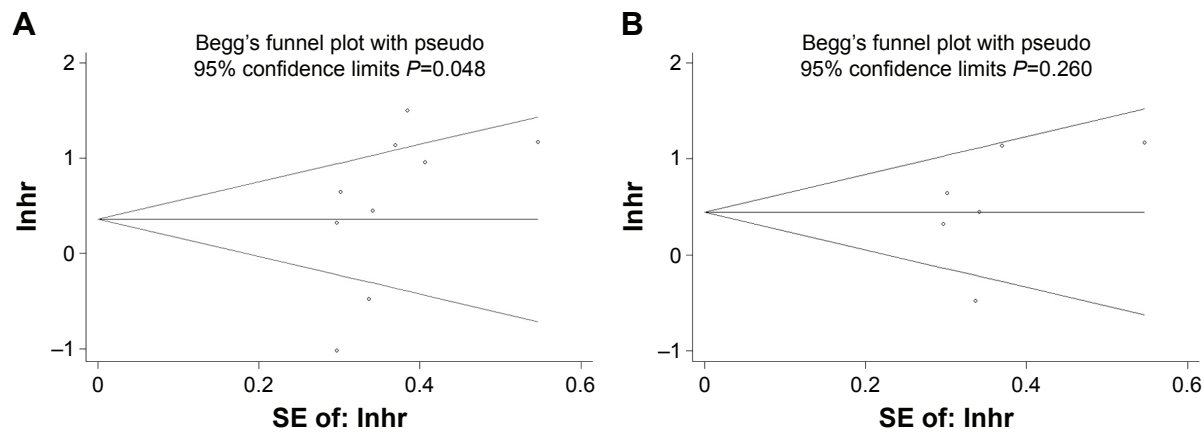 A
Begg's funnel plot with pseudo
95% confidence limits P=0.048
2
1
0
–1
lnhr
0
0.2
0.4
0.6
SE of: lnhr
B
Begg's funnel plot with pseudo
95% confidence limits P=0.260
2
1
0
–1
lnhr
0
0.2
0.4
0.6
SE of: lnhr